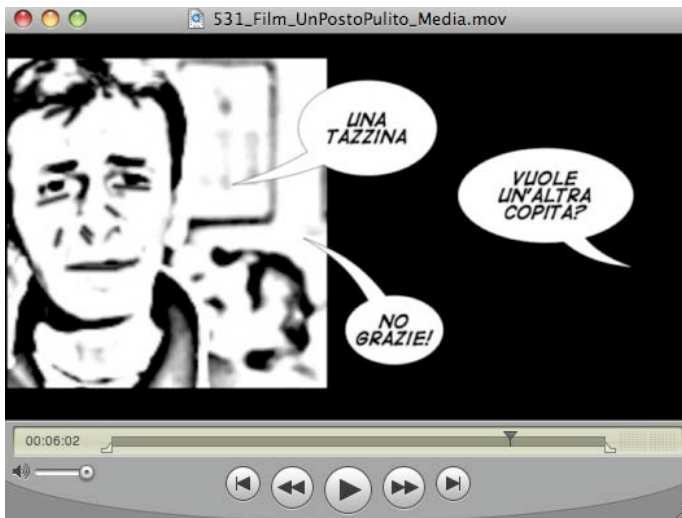 531_Film_UnPostoPulito_Media.mov
UNA
TAZZINA
VUOLE
UN'ALTRA
COPITA?
NO
GRAZIE!
00:06:02